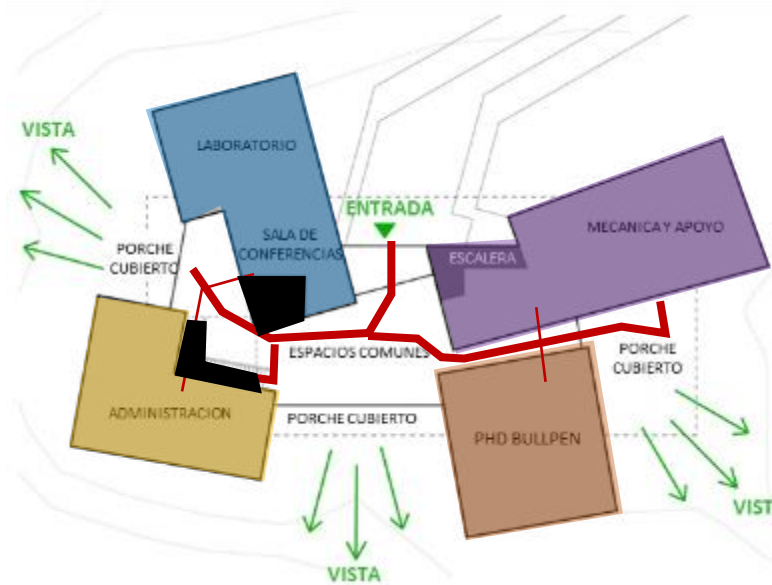 VISTA
LABORATORIO
ENTRADA
MECANICA Y APOYO
SALA DE
CONFERENCIAS
PORCHE
CUBIERTO
ESCALERA
ESPACIOS COMUNES
PORCHE
CUBIERTO
ADMINISTRACION
PORCHE CUBIERTO
PHD BULLPEN
VIST
VISTA